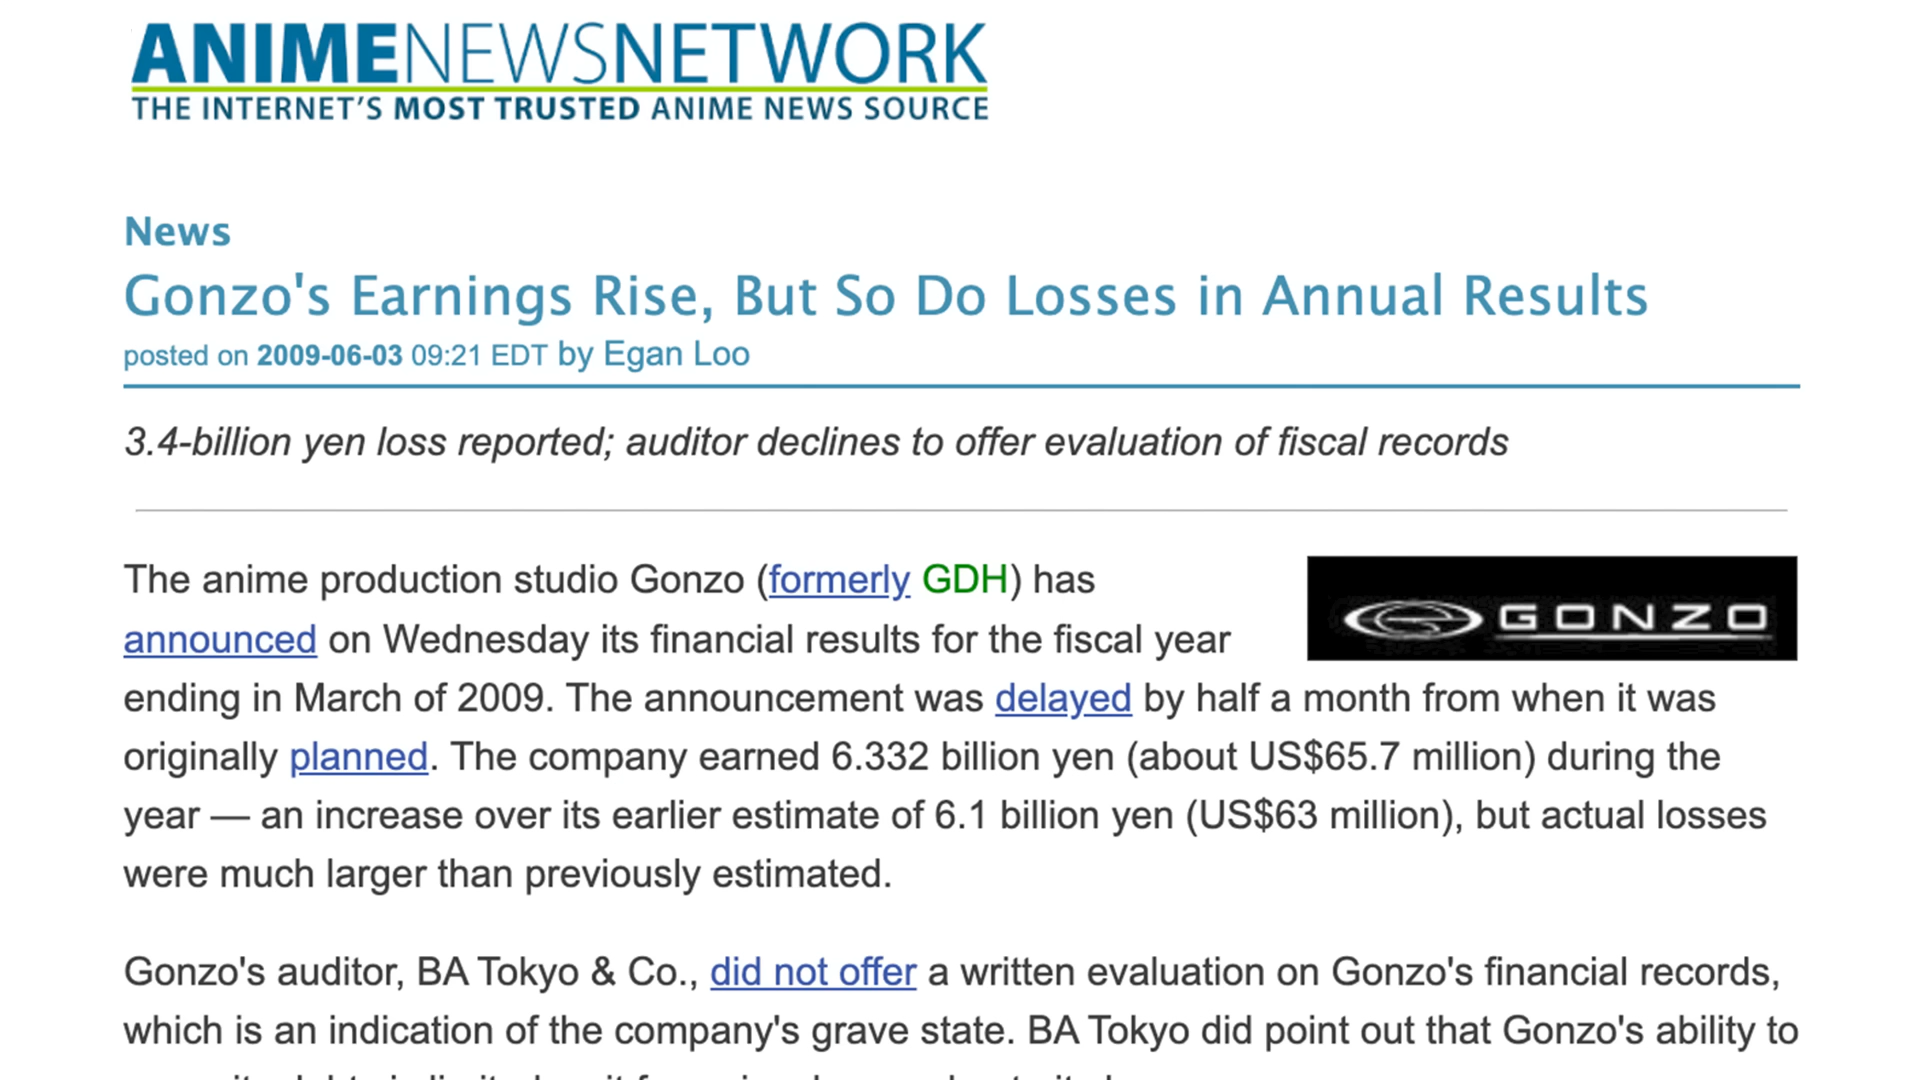 ANIMENEWSNETWORK
THE INTERNET'S MOST TRUSTED ANIME NEWS SOURCE
News
Gonzo's Earnings Rise, But So Do Losses in Annual Results
posted on 2009-06-03 09:21 EDT by Egan Loo
3.4-billion yen loss reported; auditor declines to offer evaluation of fiscal records
The anime production studio Gonzo (formerly GDH) has
GONZO
announced on Wednesday its financial results for the fiscal year
ending in March of 2009. The announcement was delayed by half a month from when it was
originally planned. The company earned 6.332 billion yen (about US$65.7 million) during the
year — an increase over its earlier estimate of 6.1 billion yen (US$63 million), but actual losses
were much larger than previously estimated.
Gonzo's auditor, BA Tokyo & Co., did not offer a written evaluation on Gonzo's financial records,
which is an indication of the company's grave state. BA Tokyo did point out that Gonzo's ability to